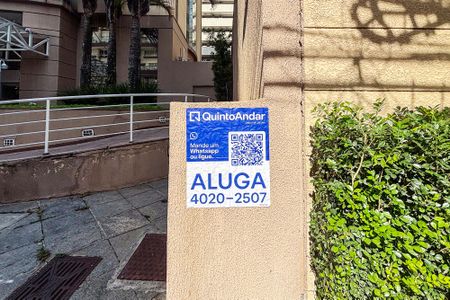 QuintoAndar
Mande um
WhatsApp
ou ligue.
ALUGA
4020-2507